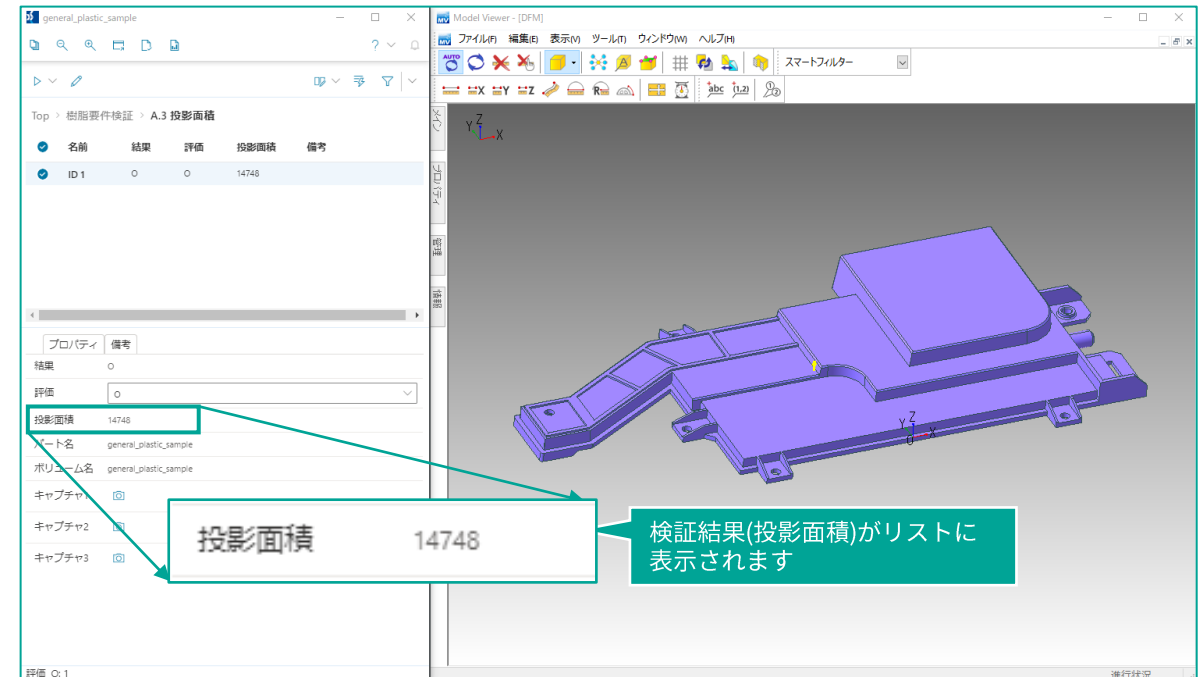 general_plastic_sample
Top > 樹脂要件検証 > A.3 投影面積
名前 結果 評価 投影面積 備考
ID 1 O O 14748
プロパティ 備考
結果 O
評価 O
投影面積 14748
パート名 general_plastic_sample
ボリューム名 general_plastic_sample
キャプチャ1
キャプチャ2
キャプチャ3
評価 O: 1
投影面積 14748
Model Viewer - [DFM]
ファイル(F) 編集(E) 表示(V) ツール(T) ウィンドウ(W) ヘルプ(H)
AUTO
スマートフィルター
X Y Z
R
abc (1,2)
メイン
プロパティ
管理
情報
Z
Y X
Z
Y X
U
検証結果(投影面積)がリストに
表示されます
進行状況